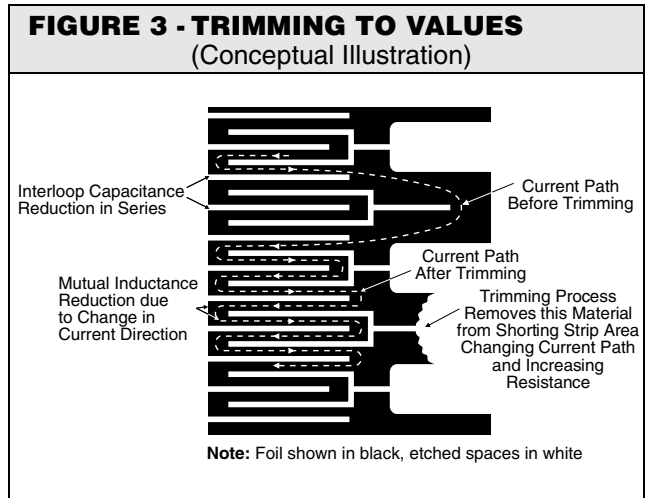 FIGURE 3 - TRIMMING TO VALUES
(Conceptual Illustration)
Interloop Capacitance
Reduction in Series
Current Path
Before Trimming
Current Path
After Trimming
Mutual Inductance
Reduction due
to Change in
Current Direction
Trimming Process
Removes this Material
from Shorting Strip Area
Changing Current Path
and Increasing
Resistance
Note: Foil shown in black, etched spaces in white